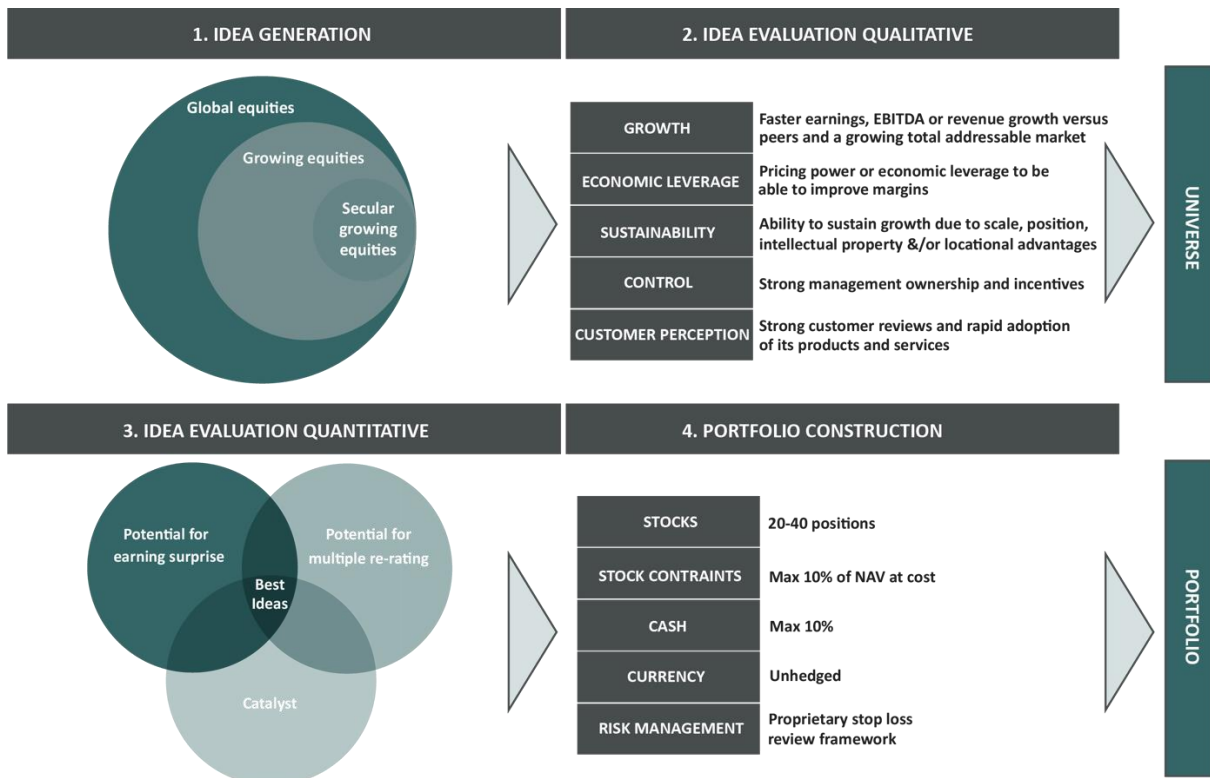 1. IDEA GENERATION
Global equities
Growing equities
Secular
growing
equities
2. IDEA EVALUATION QUALITATIVE
GROWTH
Faster earnings, EBITDA or revenue growth versus
peers and a growing total addressable market
ECONOMIC LEVERAGE
Pricing power or economic leverage to be
able to improve margins
SUSTAINABILITY
Ability to sustain growth due to scale, position,
intellectual property &/or locational advantages
CONTROL
Strong management ownership and incentives
CUSTOMER PERCEPTION
Strong customer reviews and rapid adoption
of its products and services
UNIVERSE
3. IDEA EVALUATION QUANTITATIVE
Potential for
earning surprise
Potential for
multiple re-rating
Best
Ideas
Catalyst
4. PORTFOLIO CONSTRUCTION
STOCKS
20-40 positions
STOCK CONTRAINTS
Max 10% of NAV at cost
CASH
Max 10%
CURRENCY
Unhedged
RISK MANAGEMENT
Proprietary stop loss
review framework
PORTFOLIO